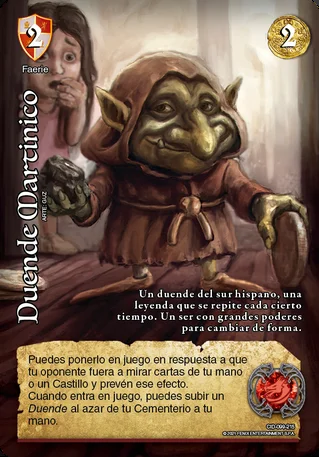 2
2
Faerie
Duende Martinico
ARTE: GUZ
Un duende del sur hispano, una
leyenda que se repite cada cierto
tiempo. Un ser con grandes poderes
para cambiar de forma.
Puedes ponerlo en juego en respuesta a que
tu oponente fuera a mirar cartas de tu mano
o un Castillo y prevén ese efecto.
Cuando entra en juego, puedes subir un
Duende al azar de tu Cementerio a tu
mano.
CID-099-215
©2021 FENIX ENTERTAINMENT S.P.A